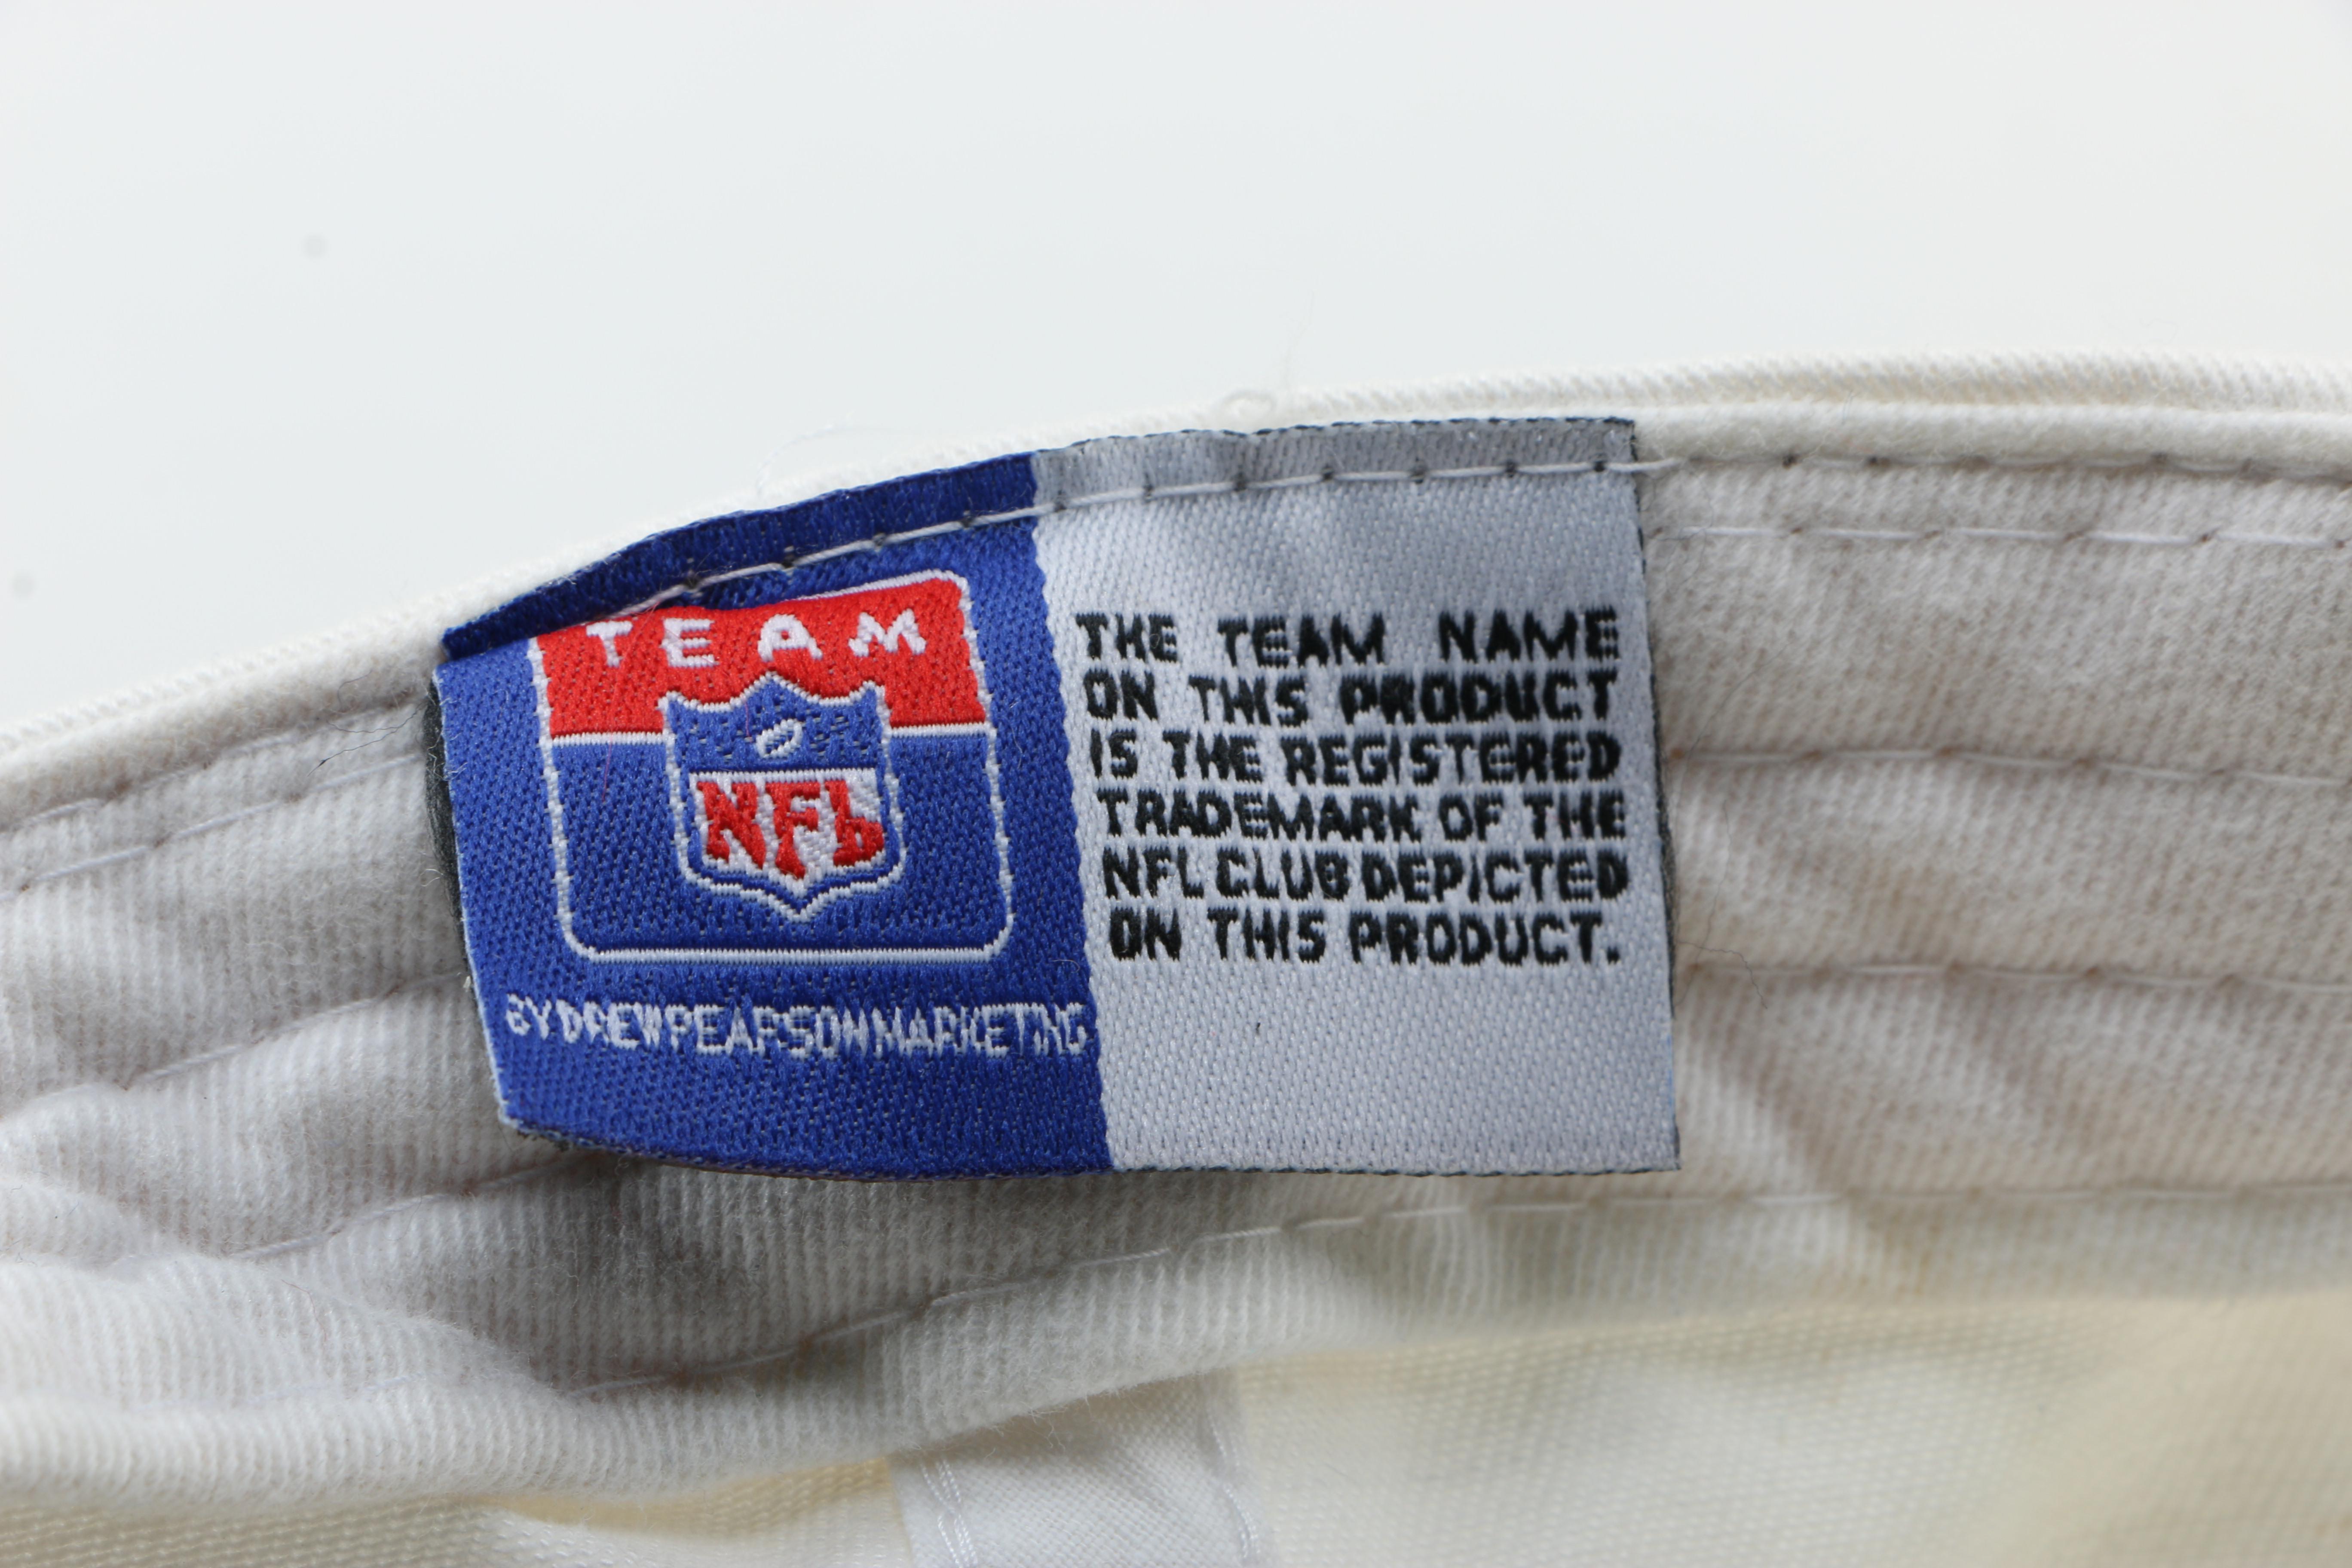 TEAM
NFL
BY DREW PEARSON MARKETING
THE TEAM NAME
ON THIS PRODUCT
IS THE REGISTERED
TRADEMARK OF THE
NFL CLUB DEPICTED
ON THIS PRODUCT.